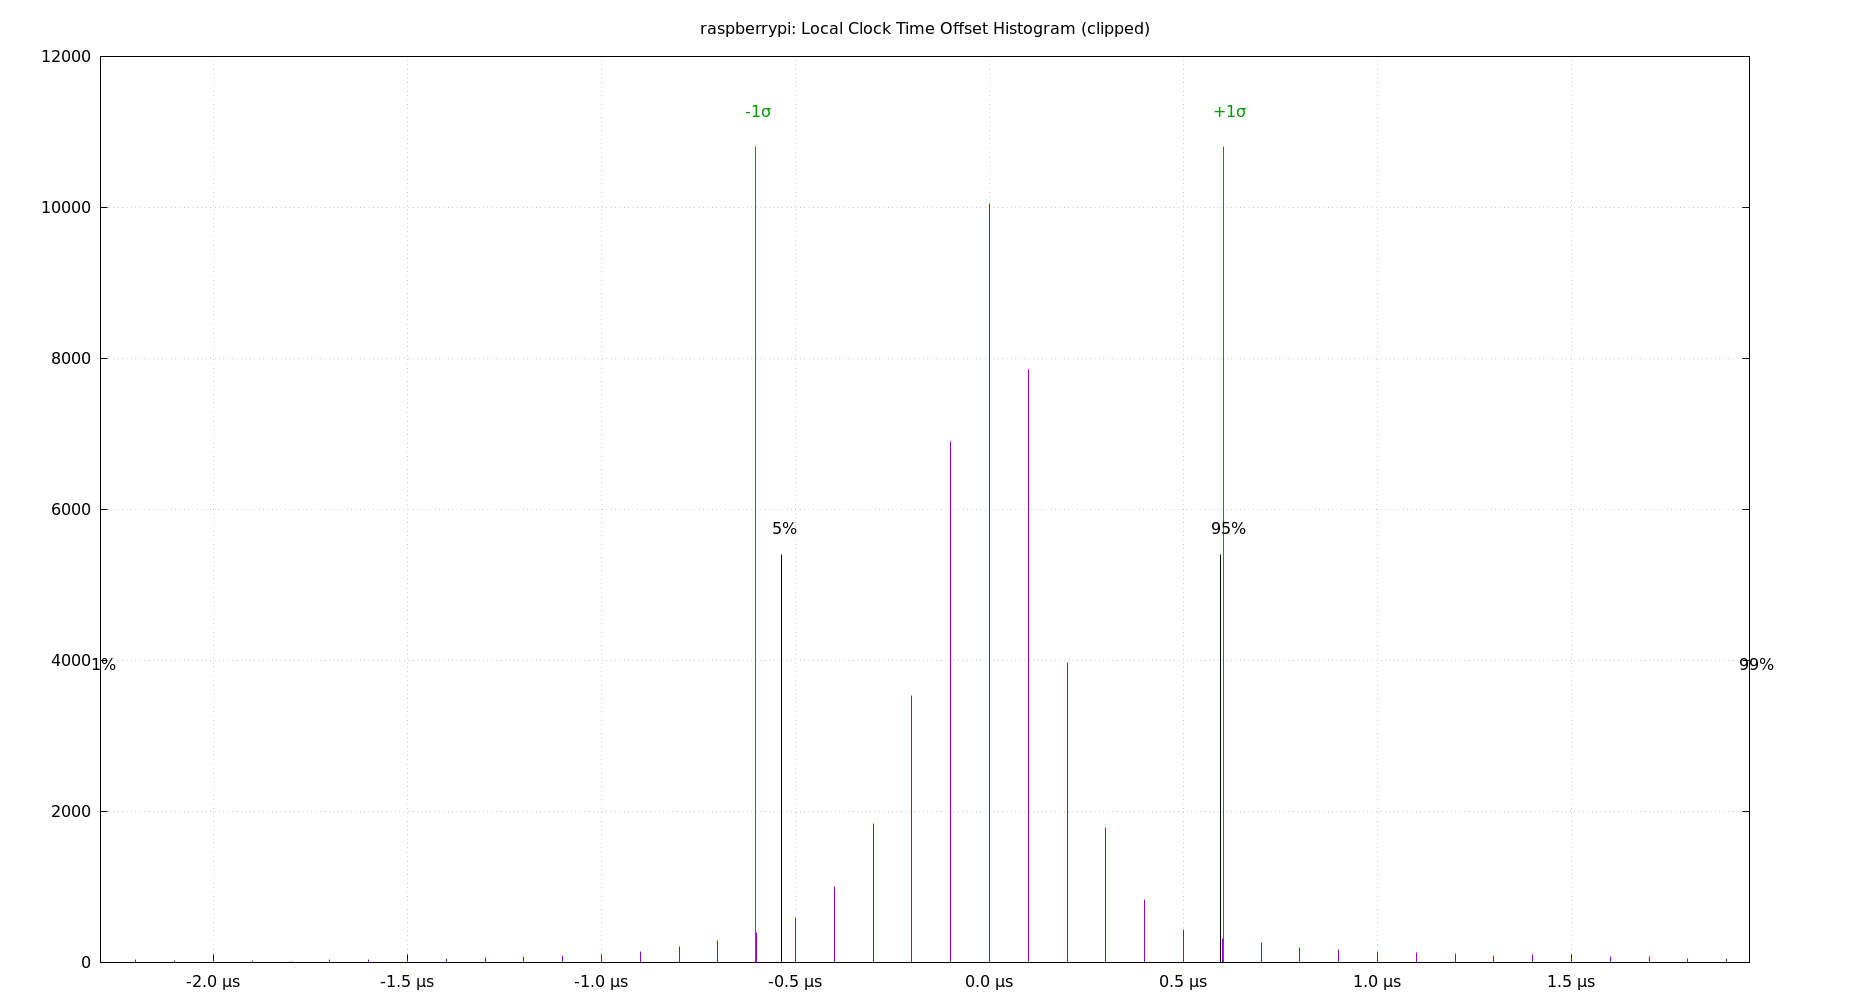 raspberrypi: Local Clock Time Offset Histogram (clipped)
12000
-1σ
+1σ
10000
8000
6000
5%
95%
4000
1%
99%
2000
0
-2.0 µs
-1.5 µs
-1.0 µs
-0.5 µs
0.0 µs
0.5 µs
1.0 µs
1.5 µs